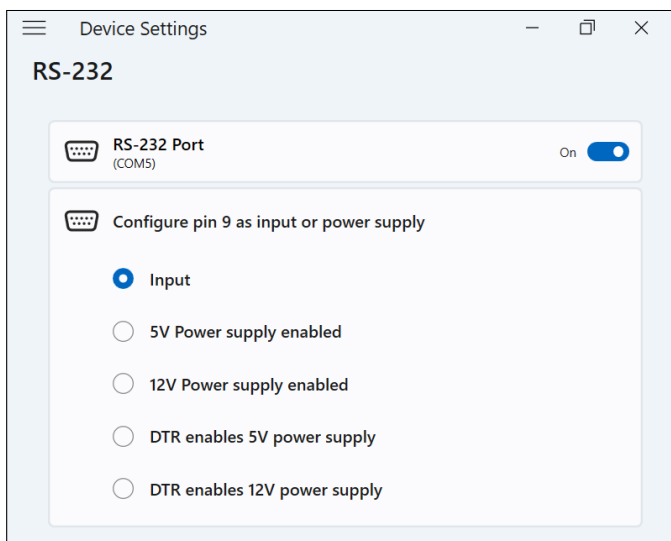 Device Settings
RS-232
RS-232 Port
(COM5)
On
Configure pin 9 as input or power supply
Input
5V Power supply enabled
12V Power supply enabled
DTR enables 5V power supply
DTR enables 12V power supply